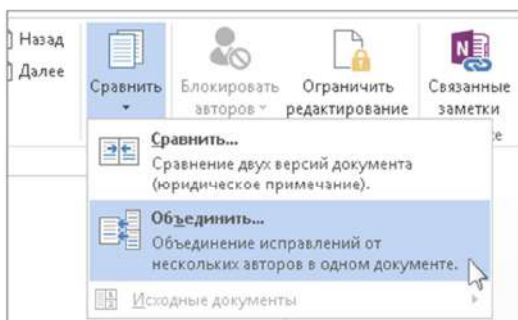 Назад
Далее
Сравнить
Блокировать авторов
Ограничить редактирование
Связанные заметки
Сравнить...
Сравнение двух версий документа
(юридическое примечание).
Объединить...
Объединение исправлений от
нескольких авторов в одном документе.
Исходные документы